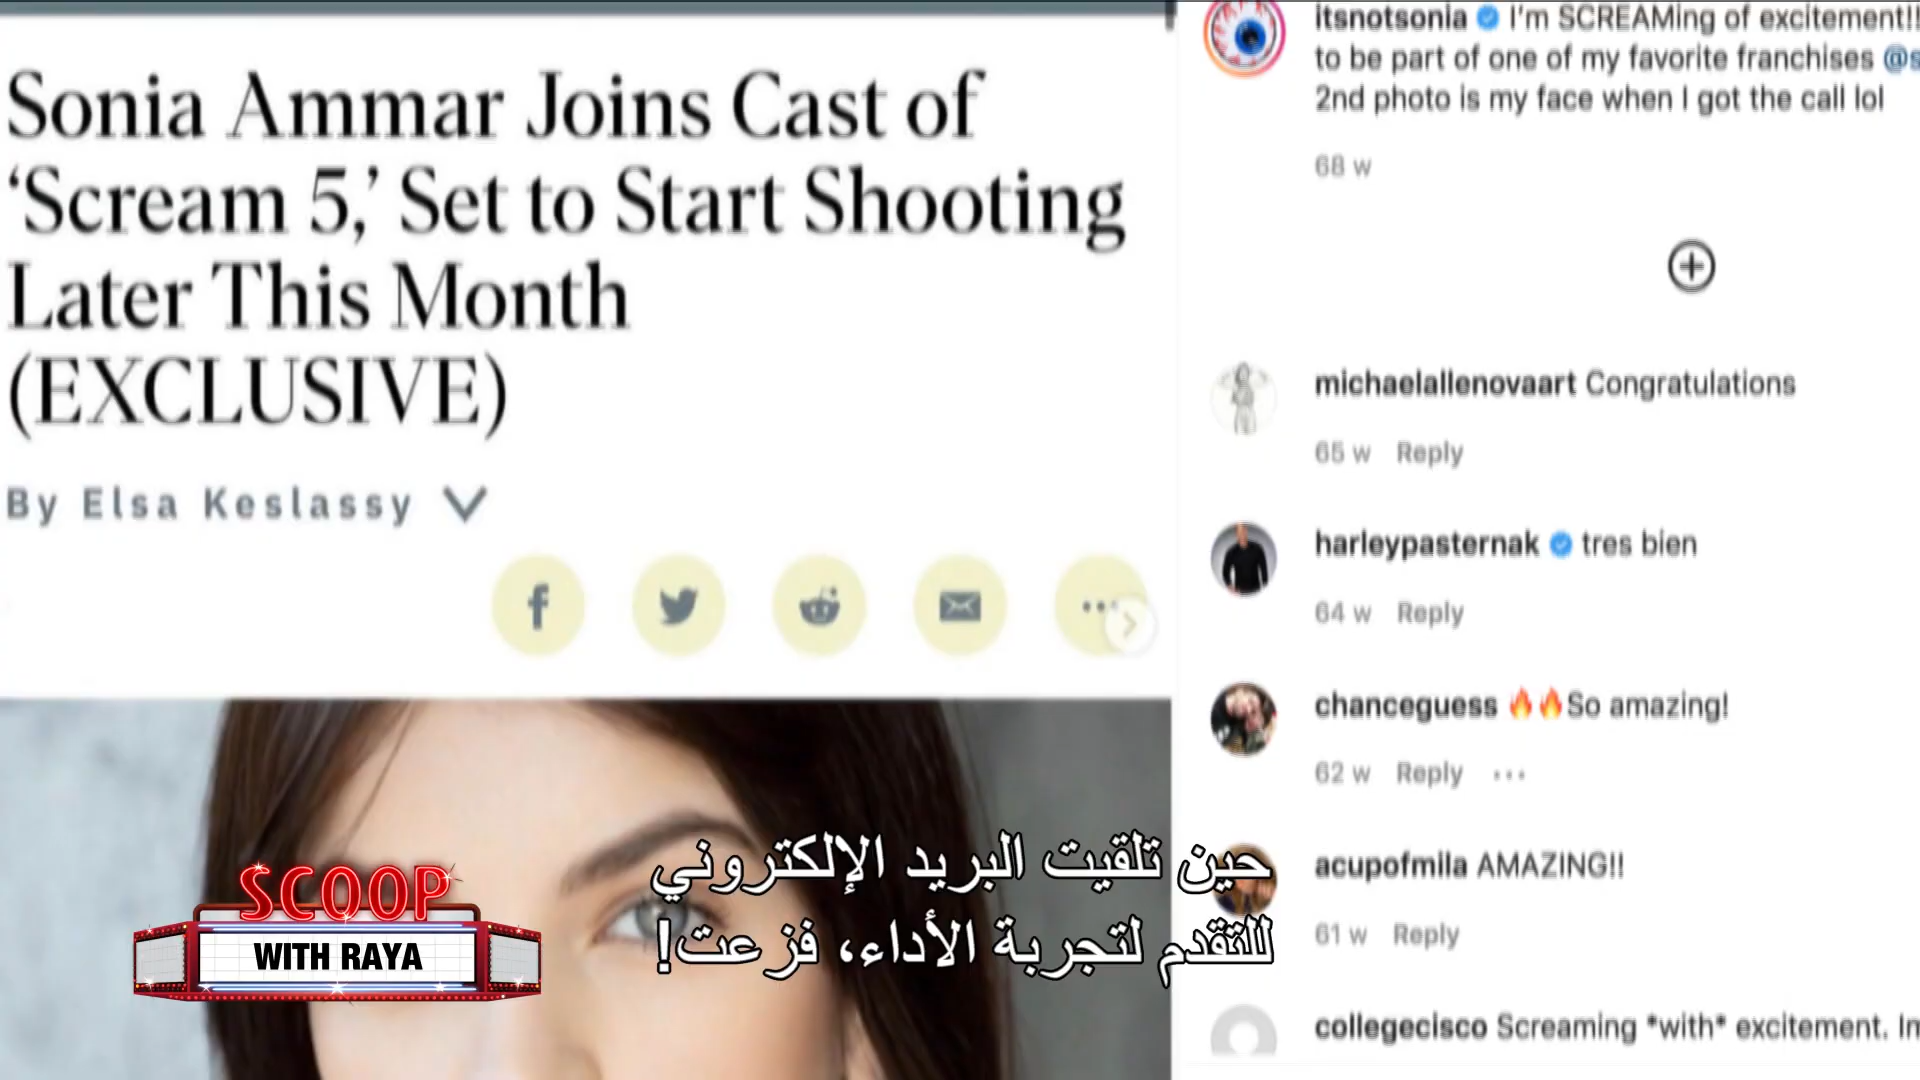 Sonia Ammar Joins Cast of
‘Scream 5,’ Set to Start Shooting
Later This Month
(EXCLUSIVE)
By Elsa Keslassy
itsnotsonia I'm SCREAMing of excitement!!
to be part of one of my favorite franchises @s
2nd photo is my face when I got the call lol
68 w
michaelallenovaart Congratulations
65 w Reply
harleypasternak tres bien
64 w Reply
chanceguess 🔥🔥So amazing!
62 w Reply ...
acupofmila AMAZING!!
61 w Reply
collegecisco Screaming *with* excitement. Im
حين تلقيت البريد الإلكتروني
للتقدم لتجربة الأداء، فزعت!
SCOOP
WITH RAYA